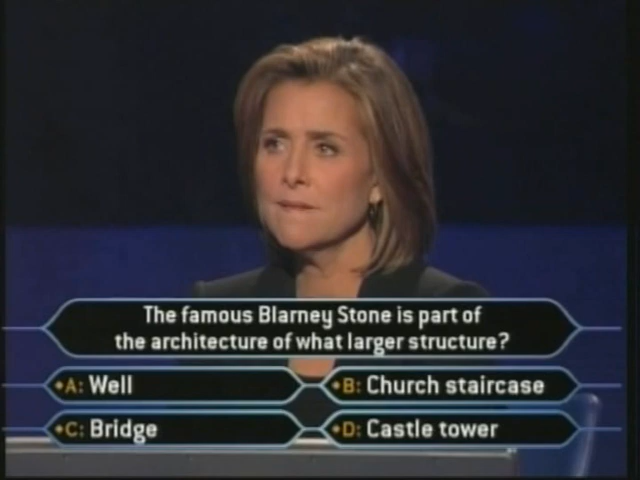 The famous Blarney Stone is part of
the architecture of what larger structure?
A: Well
B: Church staircase
C: Bridge
D: Castle tower